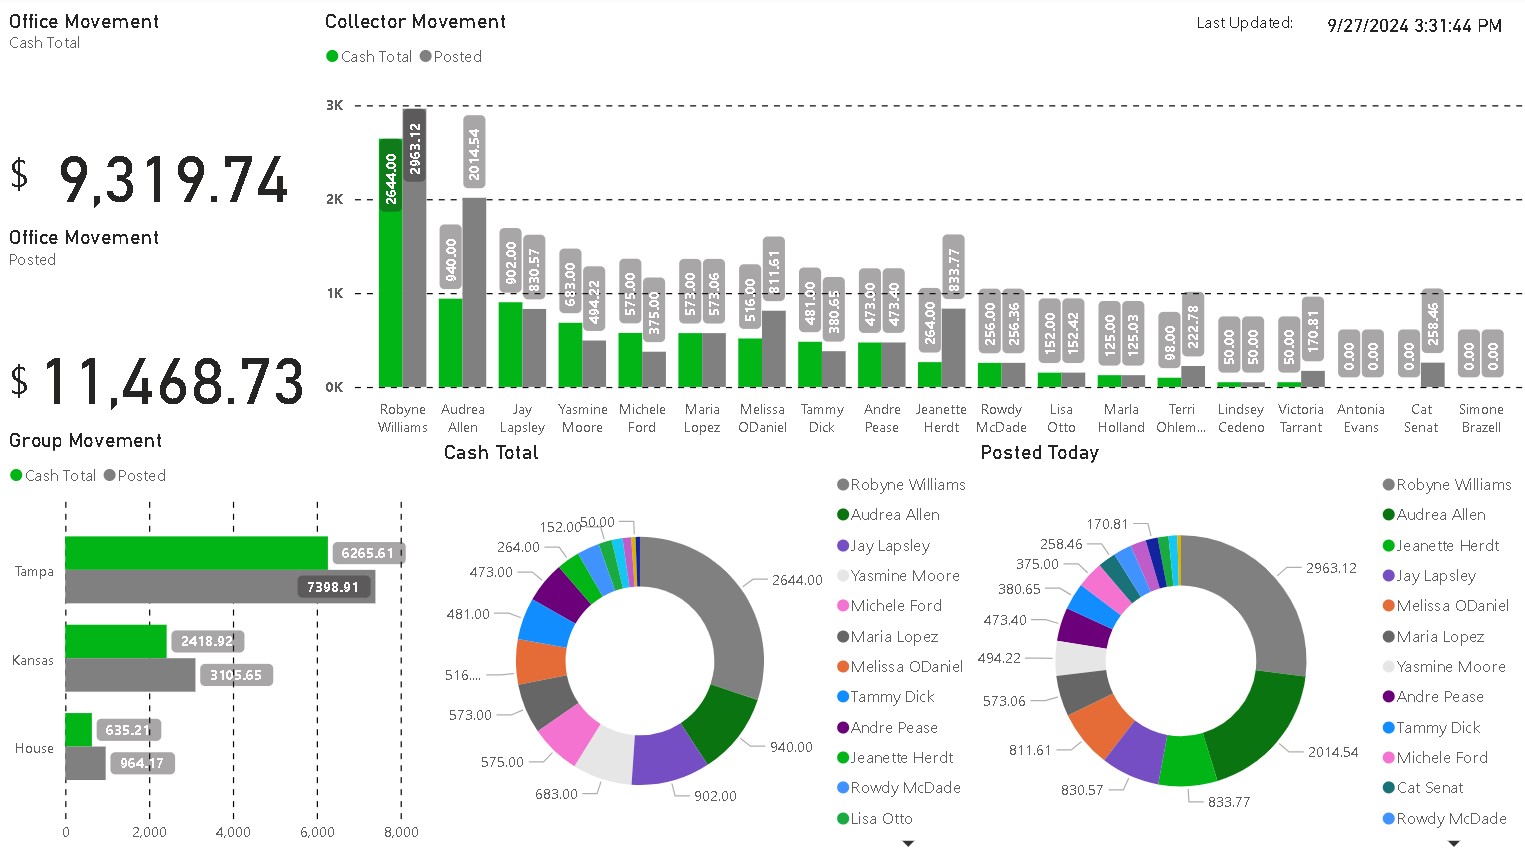 Office Movement
Cash Total
$ 9,319.74
Office Movement
Posted
$ 11,468.73
Collector Movement
Cash Total Posted
Last Updated: 9/27/2024 3:31:44 PM
3K
2K
1K
0K
2644.00 2963.12
940.00 2014.54
902.00 830.57
683.00 494.22
575.00 375.00
573.00 573.06
516.00 811.61
481.00 380.65
473.00 473.40
264.00 833.77
256.00 256.36
152.00 152.42
125.00 125.03
98.00 222.78
50.00 50.00
50.00 170.81
0.00 0.00
0.00 258.46
0.00 0.00
Robyne Williams
Audrea Allen
Jay Lapsley
Yasmine Moore
Michele Ford
Maria Lopez
Melissa ODaniel
Tammy Dick
Andre Pease
Jeanette Herdt
Rowdy McDade
Lisa Otto
Marla Holland
Terri Ohlem...
Lindsey Cedeno
Victoria Tarrant
Antonia Evans
Cat Senat
Simone Brazell
Group Movement
Cash Total Posted
Tampa
6265.61
7398.91
Kansas
2418.92
3105.65
House
635.21
964.17
0 2,000 4,000 6,000 8,000
Cash Total
2644.00
940.00
902.00
683.00
575.00
573.00
516....
481.00
473.00
264.00
152.00
50.00
Robyne Williams
Audrea Allen
Jay Lapsley
Yasmine Moore
Michele Ford
Maria Lopez
Melissa ODaniel
Tammy Dick
Andre Pease
Jeanette Herdt
Rowdy McDade
Lisa Otto
Posted Today
2963.12
2014.54
833.77
830.57
811.61
573.06
494.22
473.40
380.65
375.00
258.46
170.81
Robyne Williams
Audrea Allen
Jeanette Herdt
Jay Lapsley
Melissa ODaniel
Maria Lopez
Yasmine Moore
Andre Pease
Tammy Dick
Michele Ford
Cat Senat
Rowdy McDade